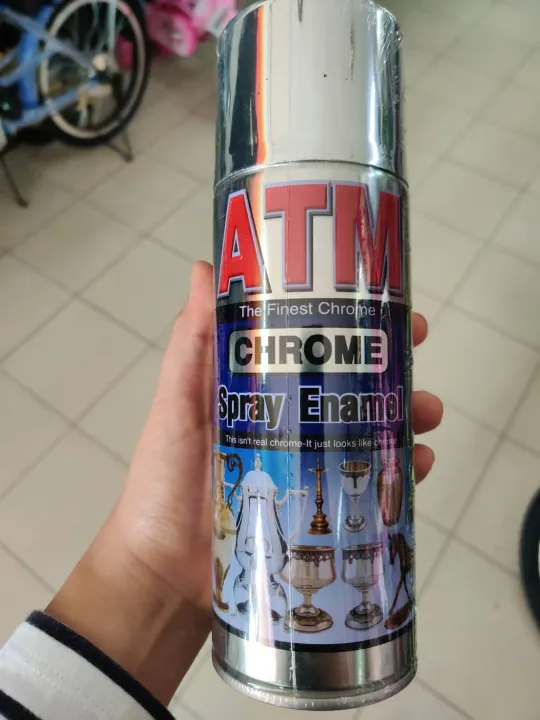 ATM
The Finest Chrome
CHROME
Spray Enamel
This isn't real chrome-It just looks like chrome